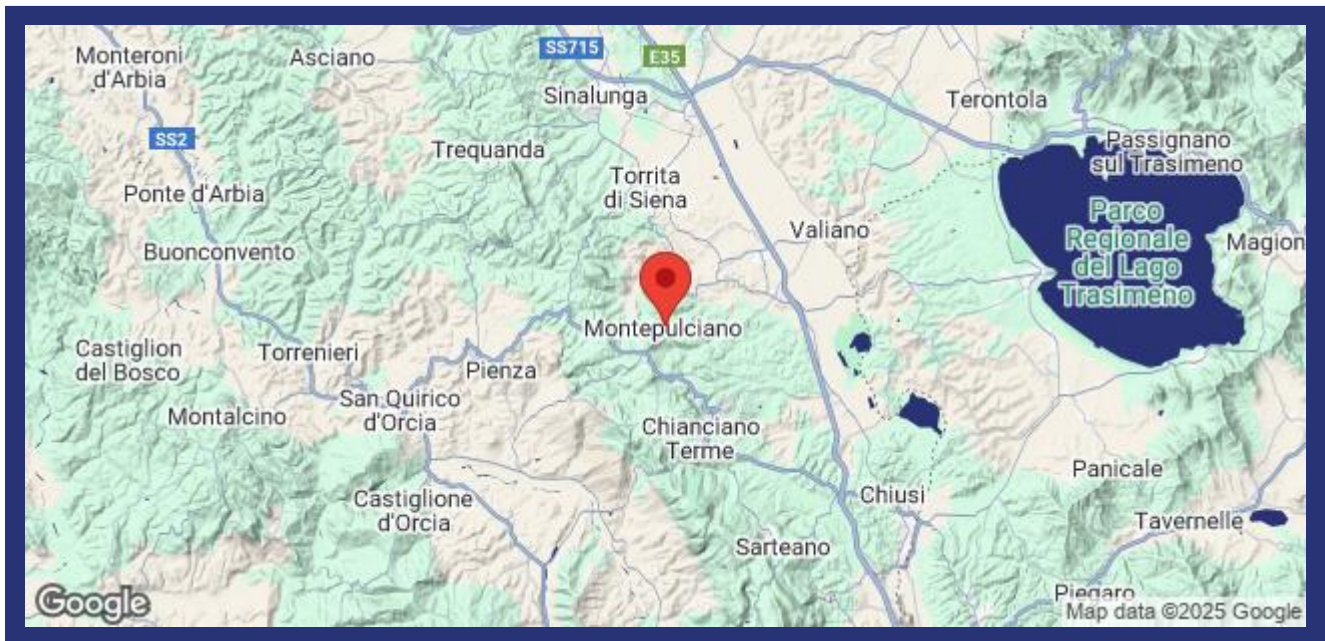 Monteroni
d'Arbia
Asciano
SS715
E35
Sinalunga
Terontola
SS2
Trequanda
Passignano
sul Trasimeno
Torrita
di Siena
Ponte d'Arbia
Valiano
Parco
Regionale
del Lago
Trasimeno
Buonconvento
Magion
Montepulciano
Castiglion
del Bosco
Torrenieri
Pienza
San Quirico
d'Orcia
Montalcino
Chianciano
Terme
Panicale
Castiglione
d'Orcia
Chiusi
Tavernelle
Sarteano
Piegaro
Google
Map data ©2025 Google